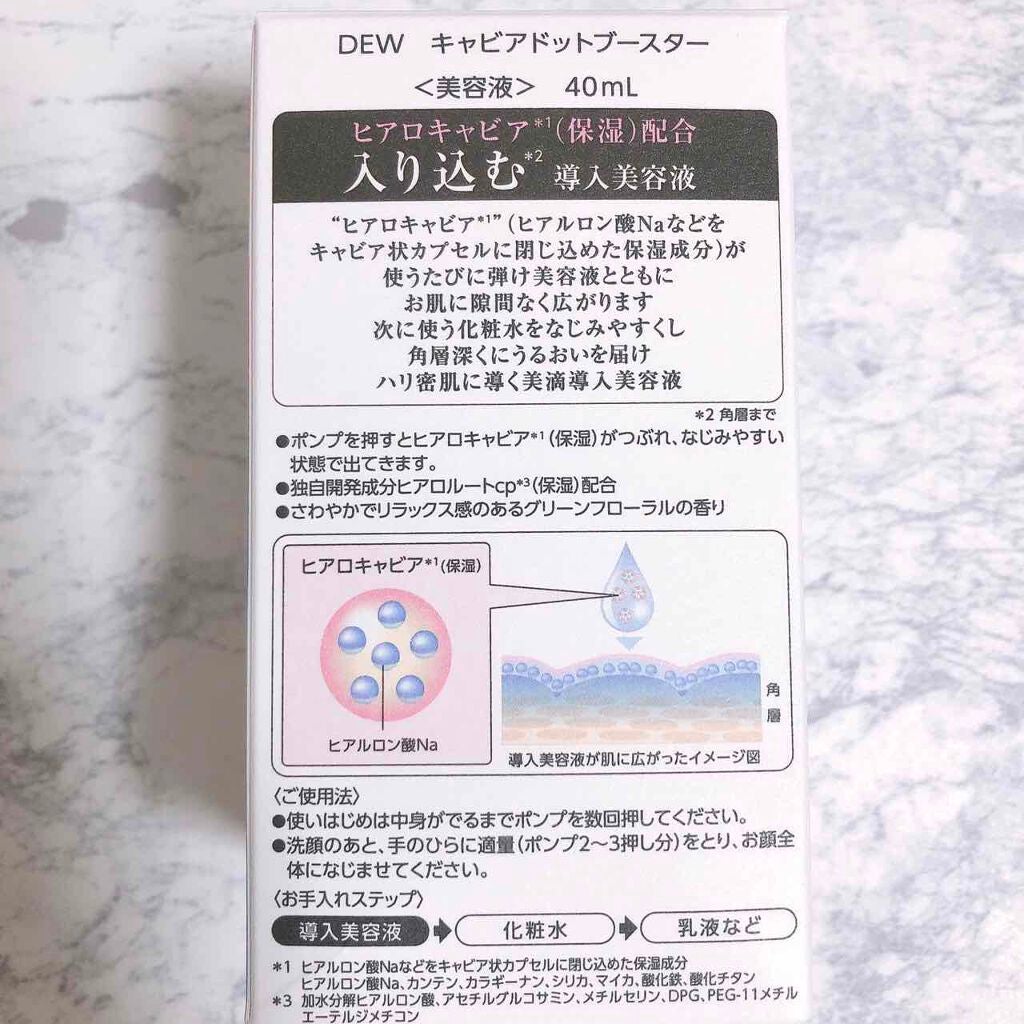 DEW キャビアドットブースター
＜美容液＞ 40mL
ヒアロキャビア*1(保湿)配合
入り込む*2 導入美容液
“ヒアロキャビア*1”(ヒアルロン酸Naなどを
キャビア状カプセルに閉じ込めた保湿成分)が
使うたびに弾け美容液とともに
お肌に隙間なく広がります
次に使う化粧水をなじみやすくし
角層深くにうるおいを届け
ハリ密肌に導く美滴導入美容液
*2 角層まで
●ポンプを押すとヒアロキャビア*1(保湿)がつぶれ、なじみやすい
状態で出てきます。
●独自開発成分ヒアロルートcp*3(保湿)配合
●さわやかでリラックス感のあるグリーンフローラルの香り
ヒアロキャビア*1(保湿)
ヒアルロン酸Na
角層
導入美容液が肌に広がったイメージ図
〈ご使用法〉
●使いはじめは中身がでるまでポンプを数回押してください。
●洗顔のあと、手のひらに適量(ポンプ2〜3押し分)をとり、お顔全
体になじませてください。
〈お手入れステップ〉
導入美容液 化粧水 乳液など
*1 ヒアルロン酸Naなどをキャビア状カプセルに閉じ込めた保湿成分
ヒアルロン酸Na、カンテン、カラギーナン、シリカ、マイカ、酸化鉄、酸化チタン
*3 加水分解ヒアルロン酸、アセチルグルコサミン、メチルセリン、DPG、PEG-11メチル
エーテルジメチコン